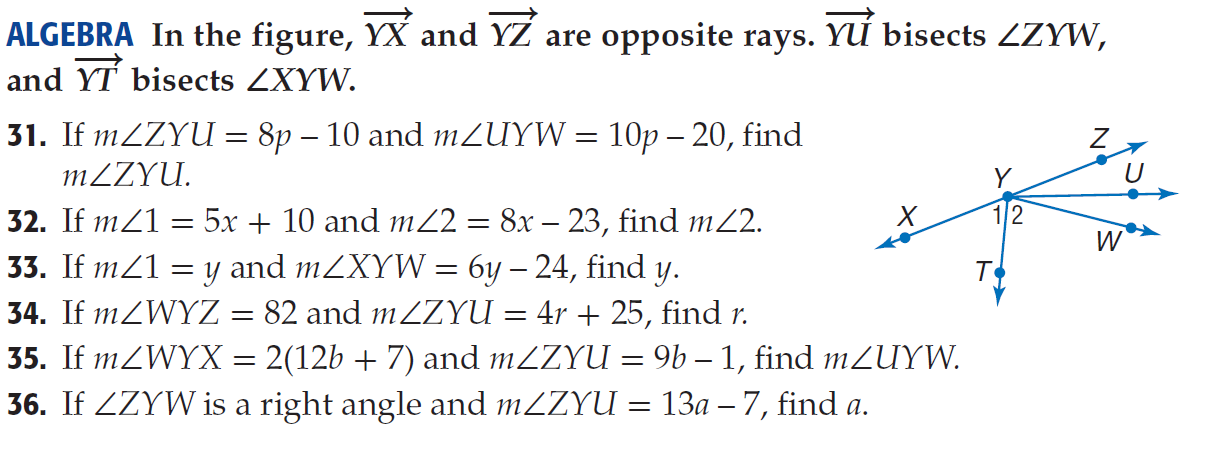 ALGEBRA In the figure, YX and YZ are opposite rays. YU bisects ∠ZYW,
and YT bisects ∠XYW.
31. If m∠ZYU = 8p – 10 and m∠UYW = 10p – 20, find
m∠ZYU.
32. If m∠1 = 5x + 10 and m∠2 = 8x – 23, find m∠2.
33. If m∠1 = y and m∠XYW = 6y – 24, find y.
34. If m∠WYZ = 82 and m∠ZYU = 4r + 25, find r.
35. If m∠WYX = 2(12b + 7) and m∠ZYU = 9b – 1, find m∠UYW.
36. If ∠ZYW is a right angle and m∠ZYU = 13a – 7, find a.
Z
Y
U
X
1 2
W
T